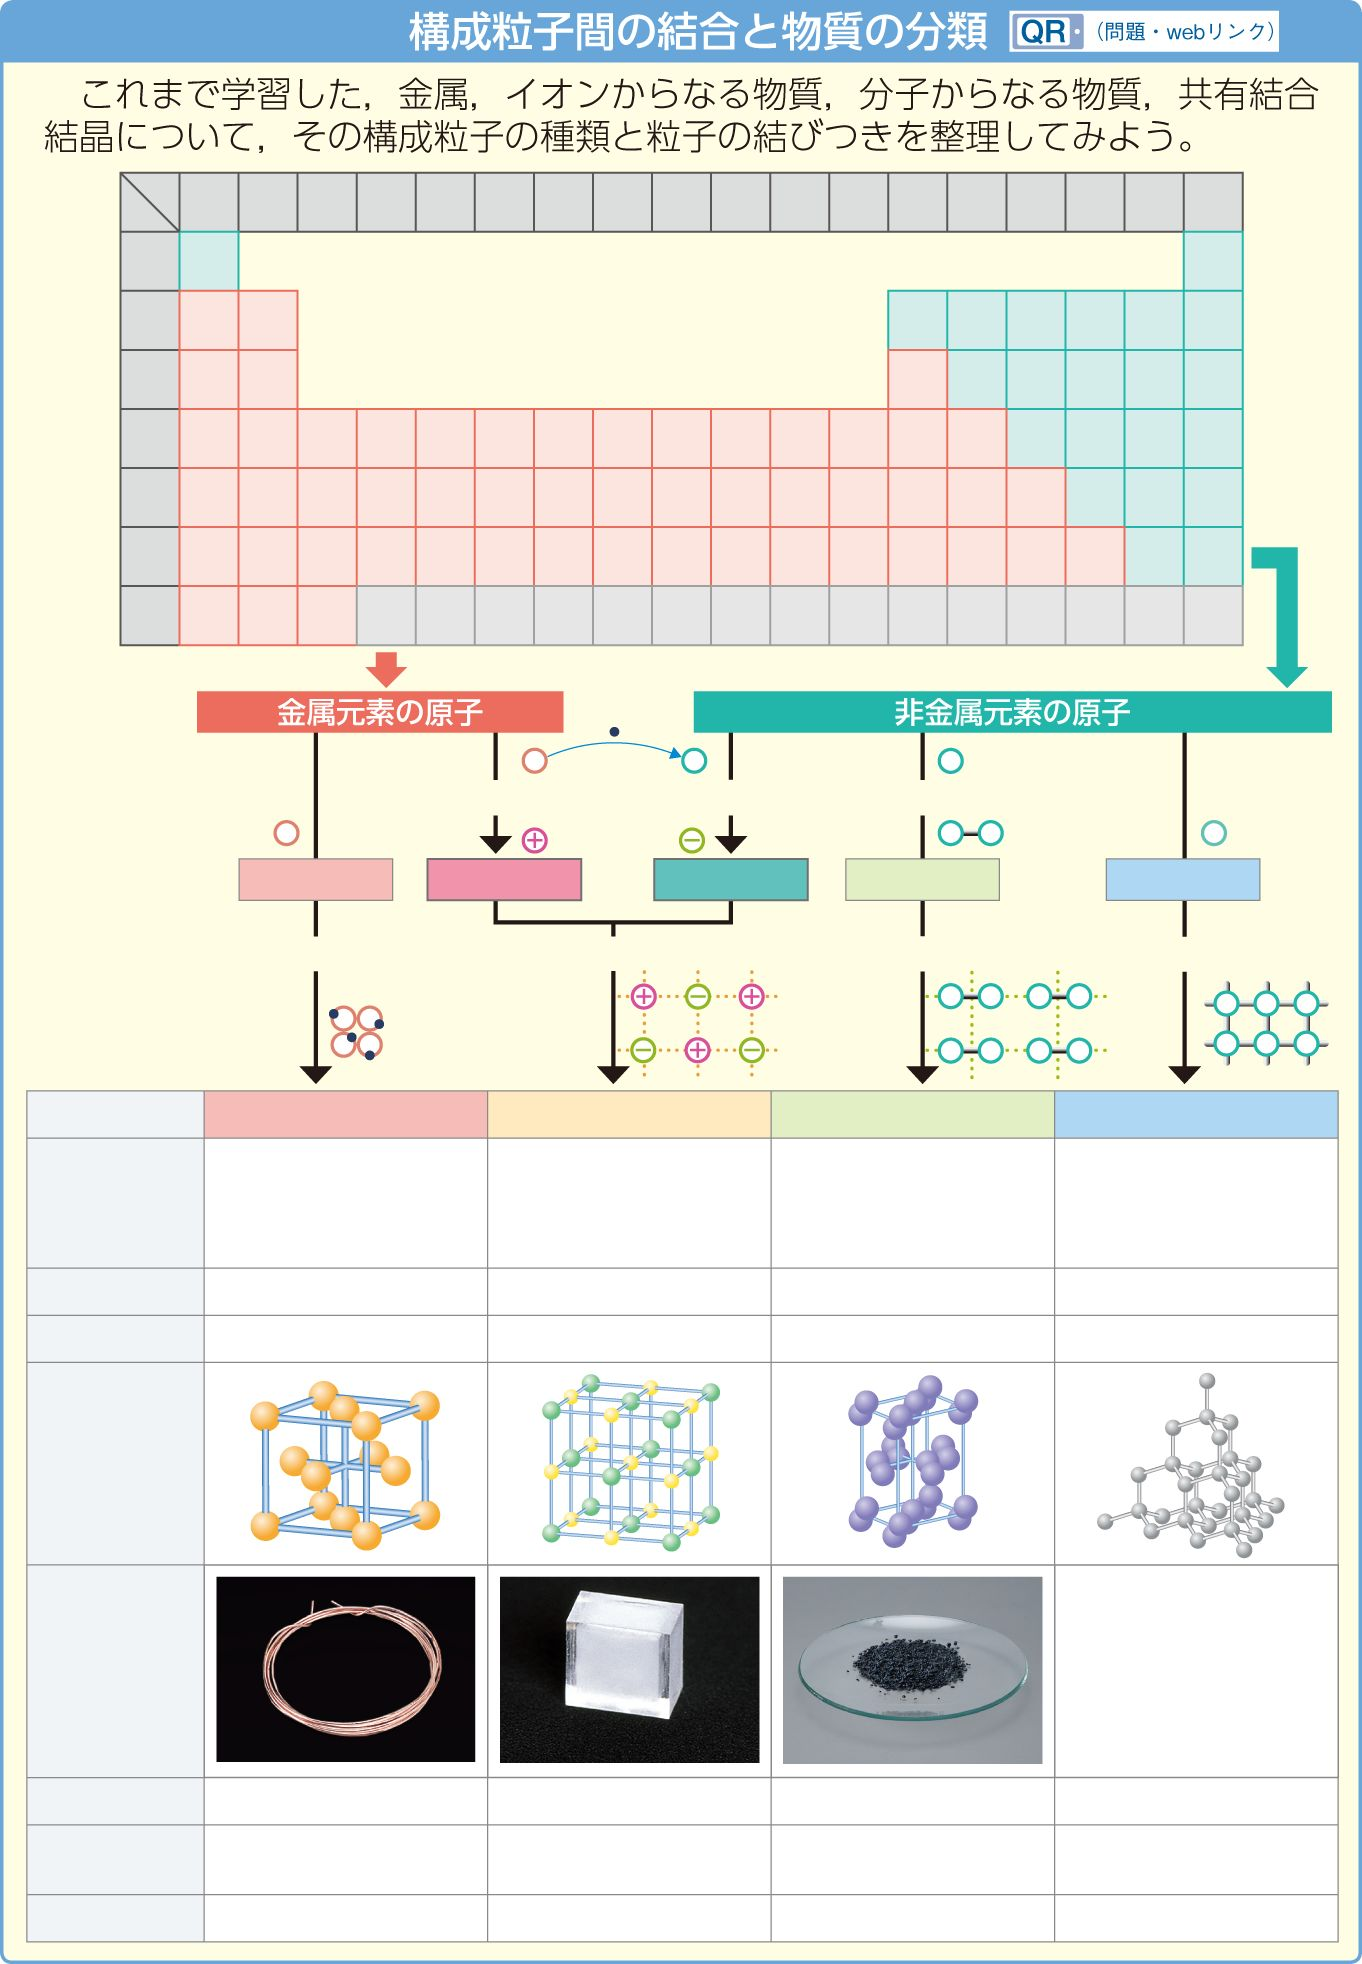 構成粒子間の結合と物質の分類 QR (問題・webリンク)
これまで学習した，金属，イオンからなる物質，分子からなる物質，共有結合
結晶について，その構成粒子の種類と粒子の結びつきを整理してみよう。
金属元素の原子 非金属元素の原子